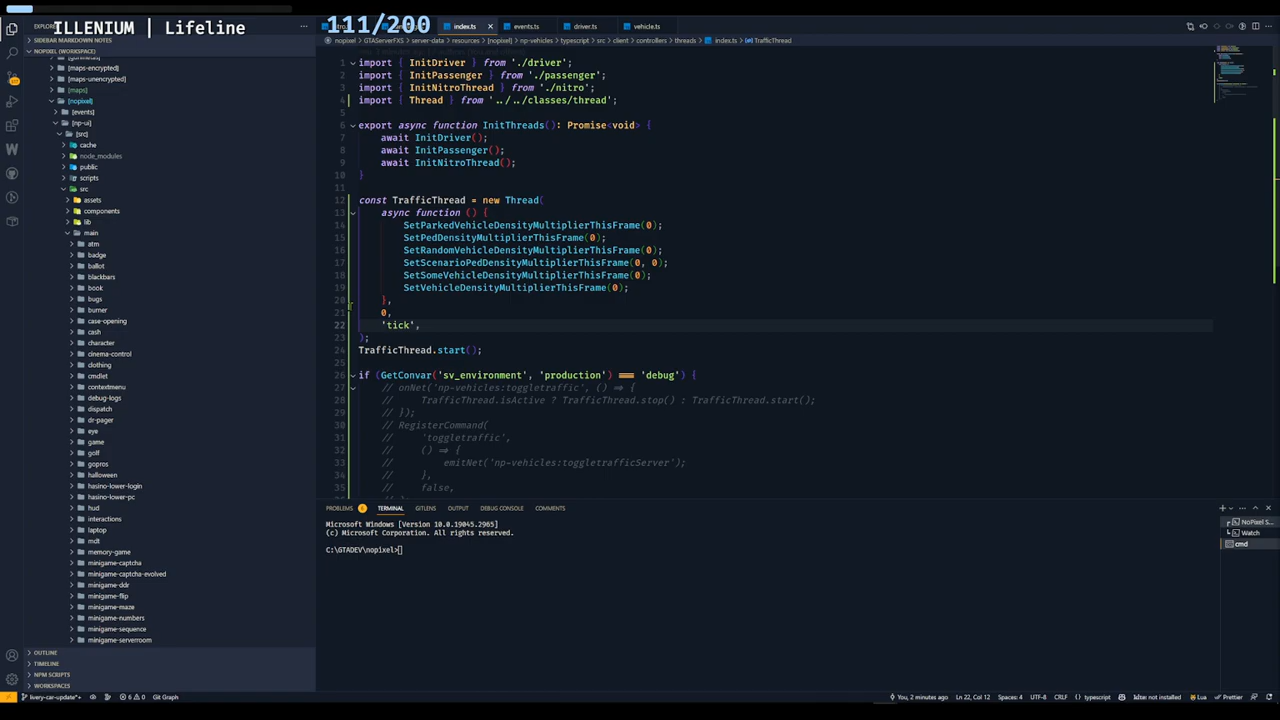 ILLENIUM | Lifeline
111/200
index.ts
events.ts
driver.ts
vehicle.ts
SIDEBAR MARKDOWN NOTES
NOPIXEL (WORKSPACE)
[maps-encrypted]
[maps-unencrypted]
[maps]
[nopixel]
[events]
[np-ui]
[src]
cache
node_modules
public
scripts
src
assets
components
lib
main
atm
badge
ballot
blackbars
book
bugs
burner
case-opening
cash
character
cinema-control
clothing
cmdlet
contextmenu
debug-logs
dispatch
dr-pager
eye
game
golf
gopros
halloween
hasino-lower-login
hasino-lower-pc
hud
interactions
laptop
mdt
memory-game
minigame-captcha
minigame-captcha-evolved
minigame-ddr
minigame-flip
minigame-maze
minigame-numbers
minigame-sequence
minigame-serverroom
OUTLINE
TIMELINE
NPM SCRIPTS
WORKSPACES
nopixel > GTAServerFXS > server-data > resources > [nopixel] > np-vehicles > typescript > src > client > controllers > threads > index.ts > TrafficThread
1 import { InitDriver } from './driver';
2 import { InitPassenger } from './passenger';
3 import { InitNitroThread } from './nitro';
4 import { Thread } from '../../classes/thread';
5
6 export async function InitThreads(): Promise<void> {
7 await InitDriver();
8 await InitPassenger();
9 await InitNitroThread();
10 }
11
12 const TrafficThread = new Thread(
13 async function () {
14 SetParkedVehicleDensityMultiplierThisFrame(0);
15 SetPedDensityMultiplierThisFrame(0);
16 SetRandomVehicleDensityMultiplierThisFrame(0);
17 SetScenarioPedDensityMultiplierThisFrame(0, 0);
18 SetSomeVehicleDensityMultiplierThisFrame(0);
19 SetVehicleDensityMultiplierThisFrame(0);
20 },
21 0,
22 'tick',
23 );
24 TrafficThread.start();
25
26 if (GetConvar('sv_environment', 'production') === 'debug') {
27 // onNet('np-vehicles:toggletraffic', () => {
28 // TrafficThread.isActive ? TrafficThread.stop() : TrafficThread.start();
29 // });
30 // RegisterCommand(
31 // 'toggletraffic',
32 // () => {
33 // emitNet('np-vehicles:toggletrafficServer');
34 // },
35 // false,
PROBLEMS 6 TERMINAL GITLENS OUTPUT DEBUG CONSOLE COMMENTS
Microsoft Windows [Version 10.0.19045.2965]
(c) Microsoft Corporation. All rights reserved.
C:\GTADEV\nopixel>
NoPixel S...
Watch
cmd
livery-car-update*+ 6 0 Git Graph
You, 2 minutes ago Ln 22, Col 12 Spaces: 4 UTF-8 CRLF typescript Lua Prettier